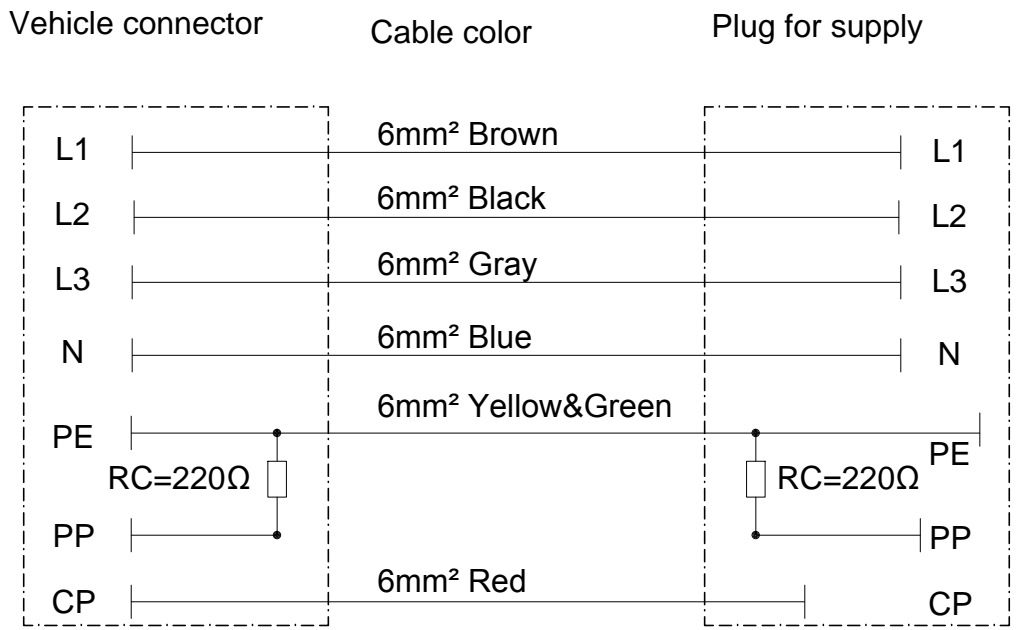 Vehicle connector Cable color Plug for supply
L1 6mm² Brown L1
L2 6mm² Black L2
L3 6mm² Gray L3
N 6mm² Blue N
6mm² Yellow&Green
PE PE
RC=220Ω RC=220Ω
PP PP
6mm² Red
CP CP